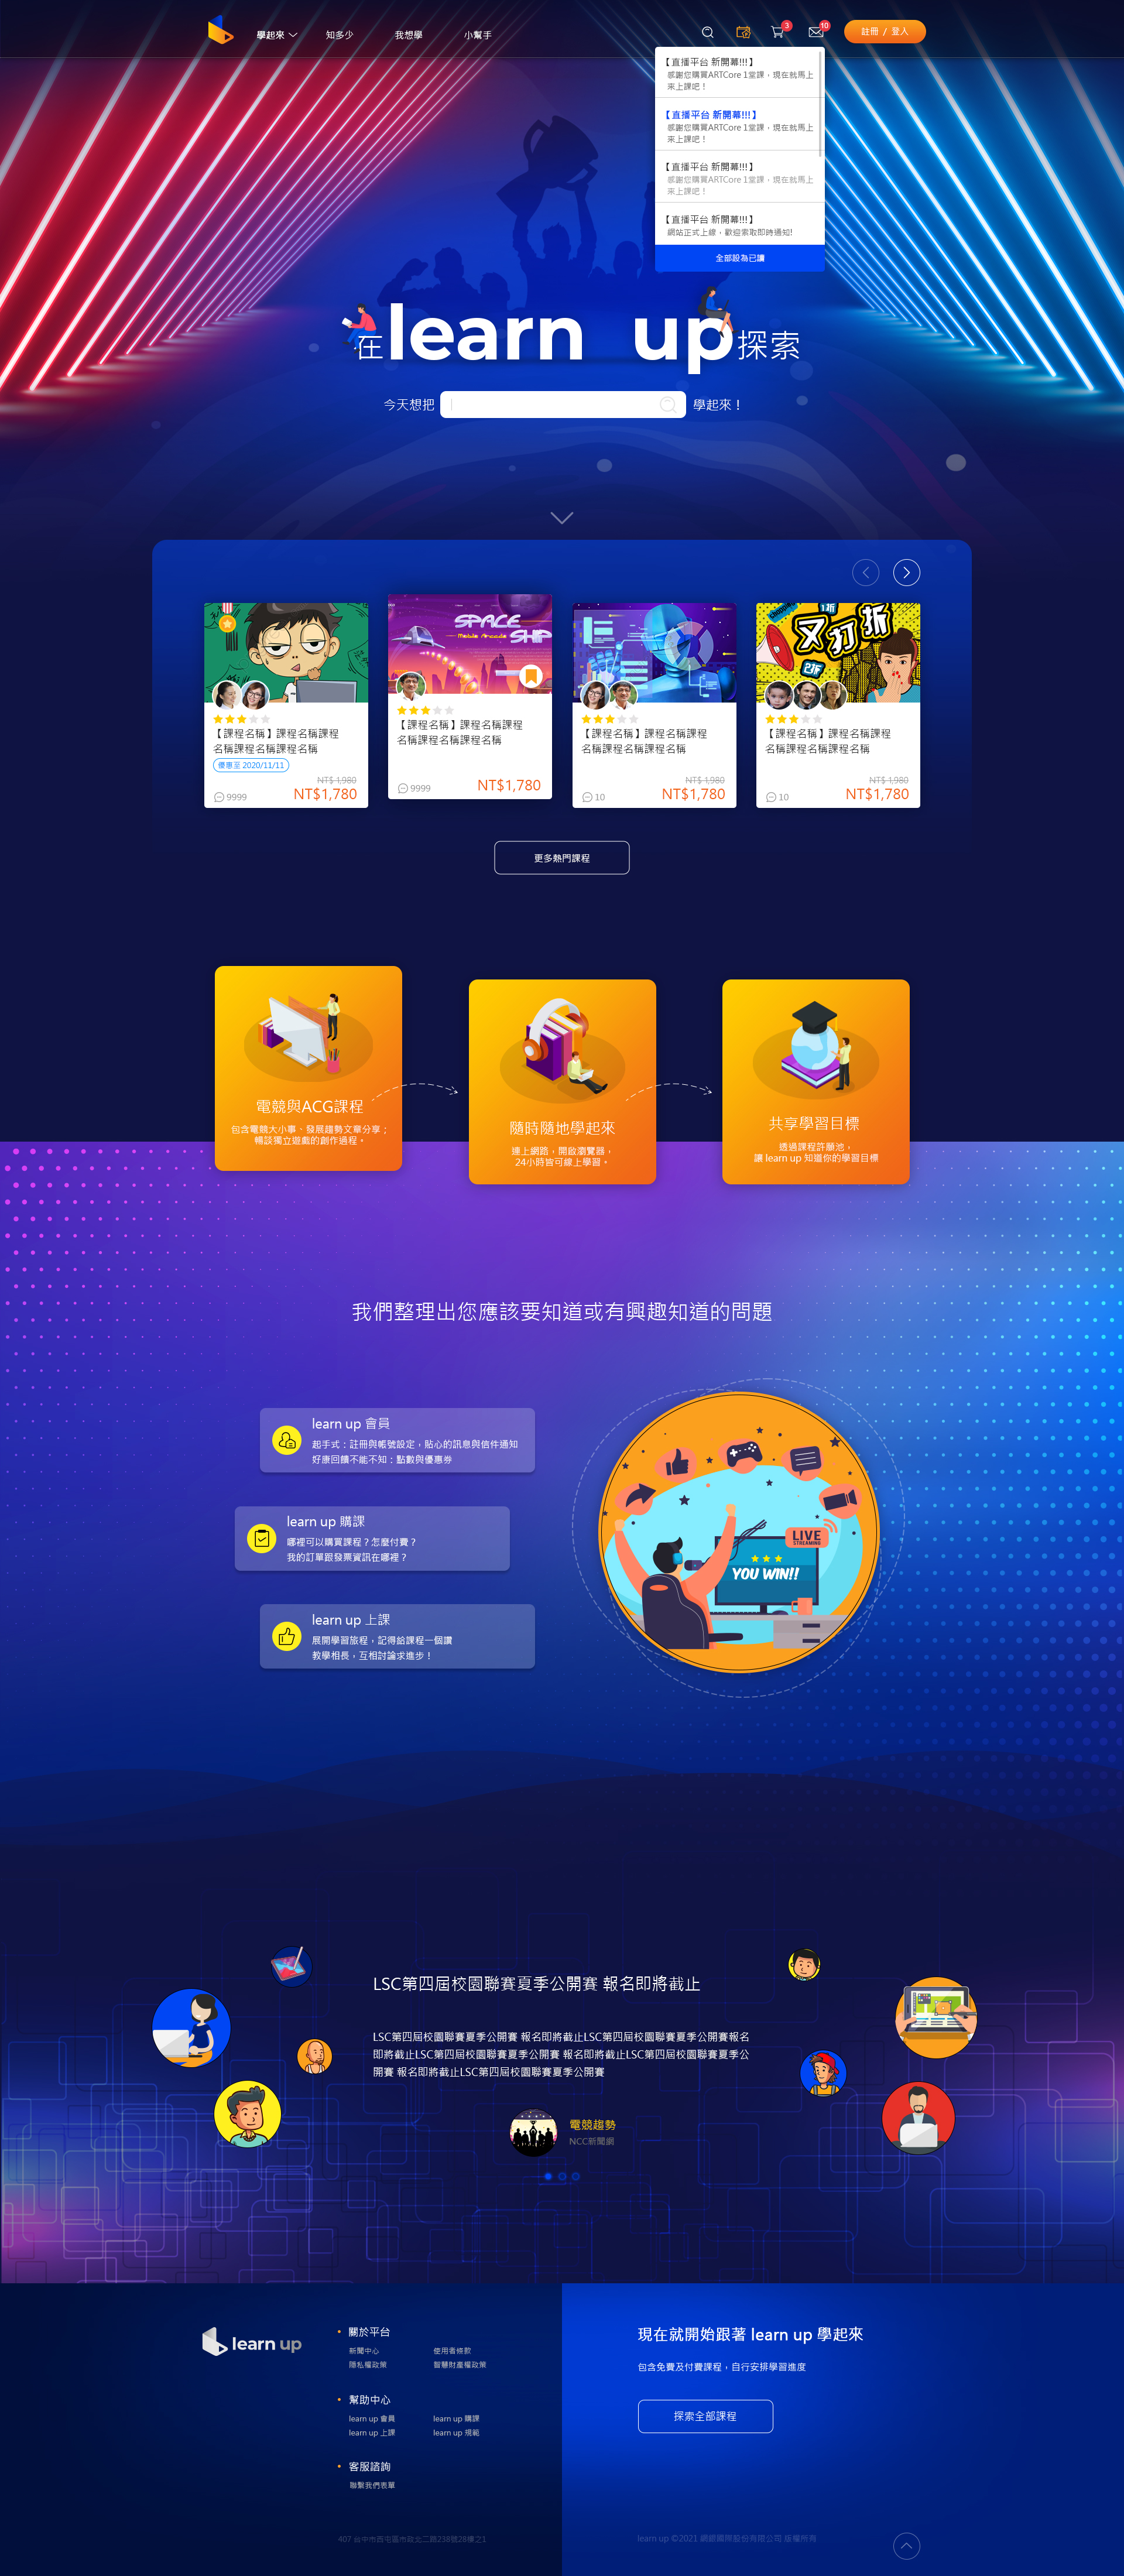 學起來
知多少
我想學
小幫手
3
10
註冊 / 登入
【直播平台 新開幕!!!】
感謝您購買ARTCore 1堂課，現在就馬上
來上課吧！
【直播平台 新開幕!!!】
感謝您購買ARTCore 1堂課，現在就馬上
來上課吧！
【直播平台 新開幕!!!】
感謝您購買ARTCore 1堂課，現在就馬上
來上課吧！
【直播平台 新開幕!!!】
網站正式上線，歡迎索取即時通知!
全部設為已讀
在learn up探索
今天想把
學起來！
SPACE
Mobile Arcade
SHIP
1折
又打折
2折
【課程名稱】課程名稱課程
名稱課程名稱課程名稱
優惠至 2020/11/11
NT$ 1,980
9999
NT$1,780
【課程名稱】課程名稱課程
名稱課程名稱課程名稱
9999
NT$1,780
【課程名稱】課程名稱課程
名稱課程名稱課程名稱
NT$ 1,980
10
NT$1,780
【課程名稱】課程名稱課程
名稱課程名稱課程名稱
NT$ 1,980
10
NT$1,780
更多熱門課程
電競與ACG課程
包含電競大小事，發展趨勢文章分享；
暢談獨立遊戲的創作過程。
隨時隨地學起來
連上網路，開啟瀏覽器，
24小時皆可線上學習。
共享學習目標
透過課程許願池，
讓 learn up 知道你的學習目標
我們整理出您應該要知道或有興趣知道的問題
learn up 會員
起手式：註冊與帳號設定，貼心的訊息與信件通知
好康回饋不能不知：點數與優惠券
learn up 購課
哪裡可以購買課程？怎麼付費？
我的訂單跟發票資訊在哪裡？
learn up 上課
展開學習旅程，記得給課程一個讚
教學相長，互相討論求進步！
LIVE
STREAMING
YOU WIN!!
LSC第四屆校園聯賽夏季公開賽 報名即將截止
LSC第四屆校園聯賽夏季公開賽 報名即將截止LSC第四屆校園聯賽夏季公開賽報名
即將截止LSC第四屆校園聯賽夏季公開賽 報名即將截止LSC第四屆校園聯賽夏季公
開賽 報名即將截止LSC第四屆校園聯賽夏季公開賽
電競趨勢
NCC新聞網
learn up
關於平台
新聞中心
使用者條款
隱私權政策
智慧財產權政策
幫助中心
learn up 會員
learn up 購課
learn up 上課
learn up 規範
客服諮詢
聯繫我們表單
407 台中市西屯區市政北二路238號28樓之1
現在就開始跟著 learn up 學起來
包含免費及付費課程，自行安排學習進度
探索全部課程
learn up ©2021 網銀國際股份有限公司 版權所有